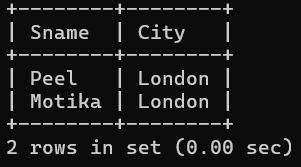 +--------+--------+
| Sname  | City   |
+--------+--------+
| Peel   | London |
| Motika | London |
+--------+--------+
2 rows in set (0.00 sec)